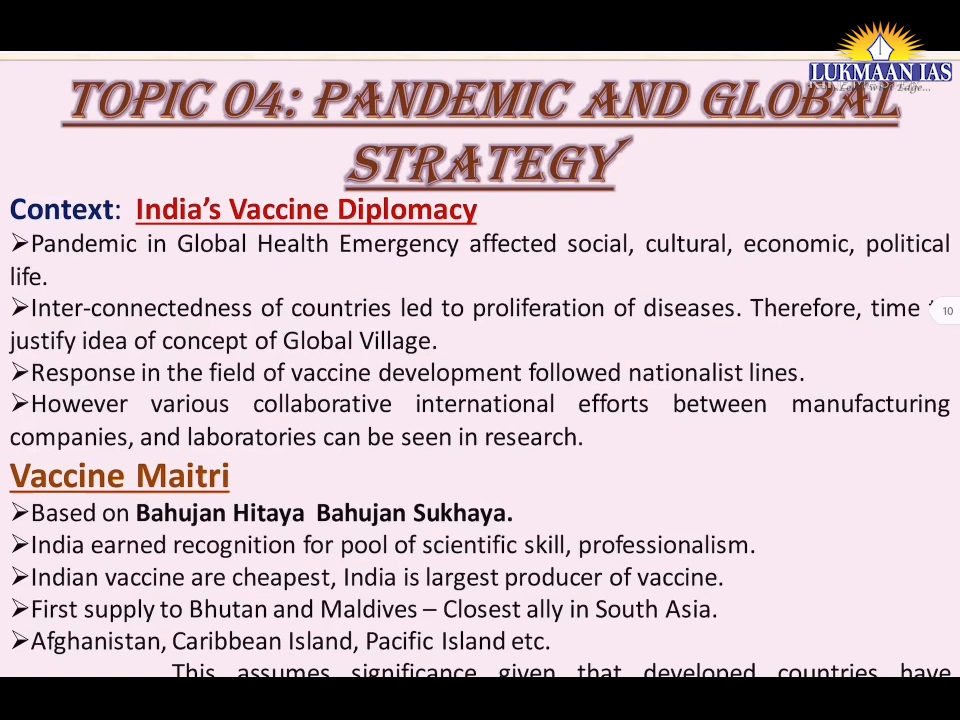 LUKMAAN IAS
TOPIC 04: PANDEMIC AND GLOBAL
STRATEGY
Context: India’s Vaccine Diplomacy
➢Pandemic in Global Health Emergency affected social, cultural, economic, political
life.
➢Inter-connectedness of countries led to proliferation of diseases. Therefore, time
10
justify idea of concept of Global Village.
➢Response in the field of vaccine development followed nationalist lines.
➢However various collaborative international efforts between manufacturing
companies, and laboratories can be seen in research.
Vaccine Maitri
➢Based on Bahujan Hitaya Bahujan Sukhaya.
➢India earned recognition for pool of scientific skill, professionalism.
➢Indian vaccine are cheapest, India is largest producer of vaccine.
➢First supply to Bhutan and Maldives – Closest ally in South Asia.
➢Afghanistan, Caribbean Island, Pacific Island etc.
This assumes significance given that developed countries have